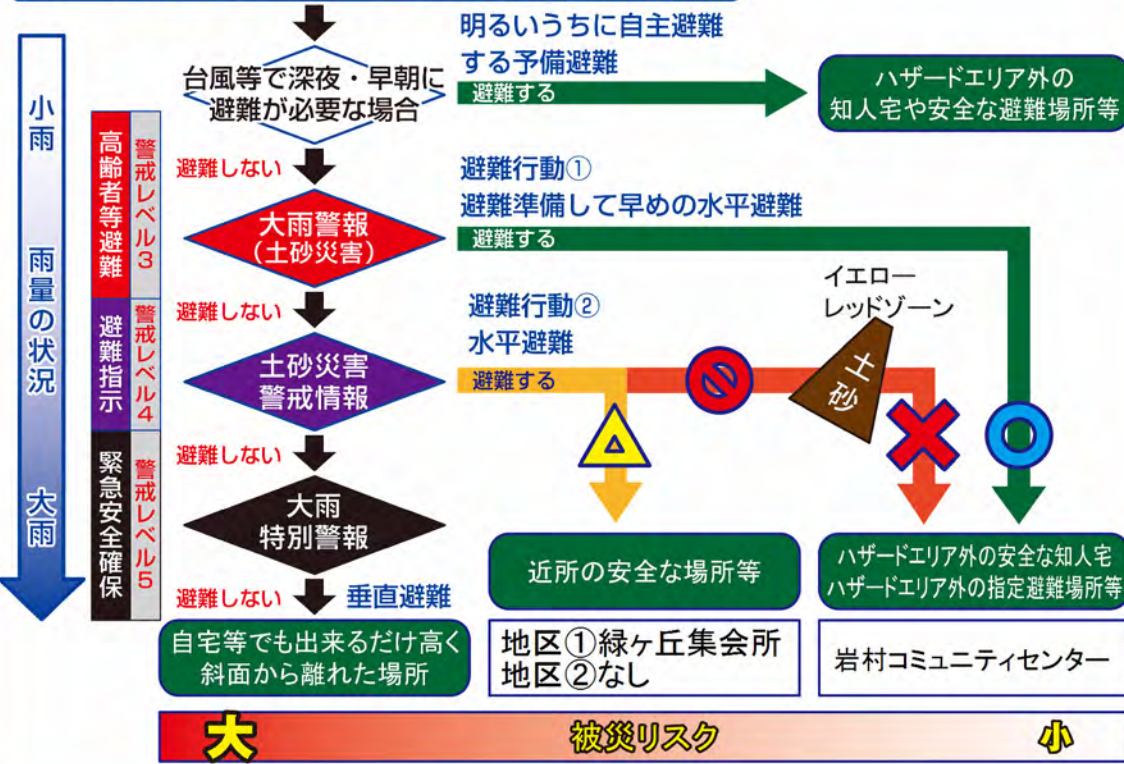 明るいうちに自主避難
する予備避難
台風等で深夜・早朝に
避難が必要な場合
避難する
ハザードエリア外の
知人宅や安全な避難場所等
小雨
雨量の状況
大雨
高齢者等避難
警戒レベル3
避難しない
避難行動①
避難準備して早めの水平避難
大雨警報
(土砂災害)
避難する
イエロー
レッドゾーン
避難指示
警戒レベル4
避難しない
避難行動②
水平避難
土砂災害
警戒情報
避難する
土砂
緊急安全確保
警戒レベル5
避難しない
大雨
特別警報
近所の安全な場所等
ハザードエリア外の安全な知人宅
ハザードエリア外の指定避難場所等
避難しない
垂直避難
自宅等でも出来るだけ高く
斜面から離れた場所
地区①緑ヶ丘集会所
地区②なし
岩村コミュニティセンター
大
被災リスク
小